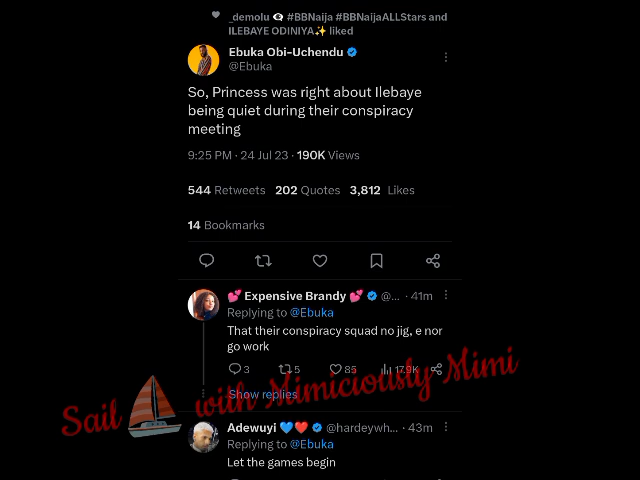 _demolu 👁‍🗨 #BBNaija #BBNaijaALLStars and
ILEBAYE ODINIYA✨ liked
Ebuka Obi-Uchendu
@Ebuka
So, Princess was right about Ilebaye
being quiet during their conspiracy
meeting
9:25 PM · 24 Jul 23 · 190K Views
544 Retweets 202 Quotes 3,812 Likes
14 Bookmarks
💕 Expensive Brandy 💕 @... · 41m
Replying to @Ebuka
That their conspiracy squad no jig, e nor
go work
3 5 85 17.9K
Show replies
Sail with Mimiciously Mimi
Adewuyi 💙❤️ @hardeywh... · 43m
Replying to @Ebuka
Let the games begin